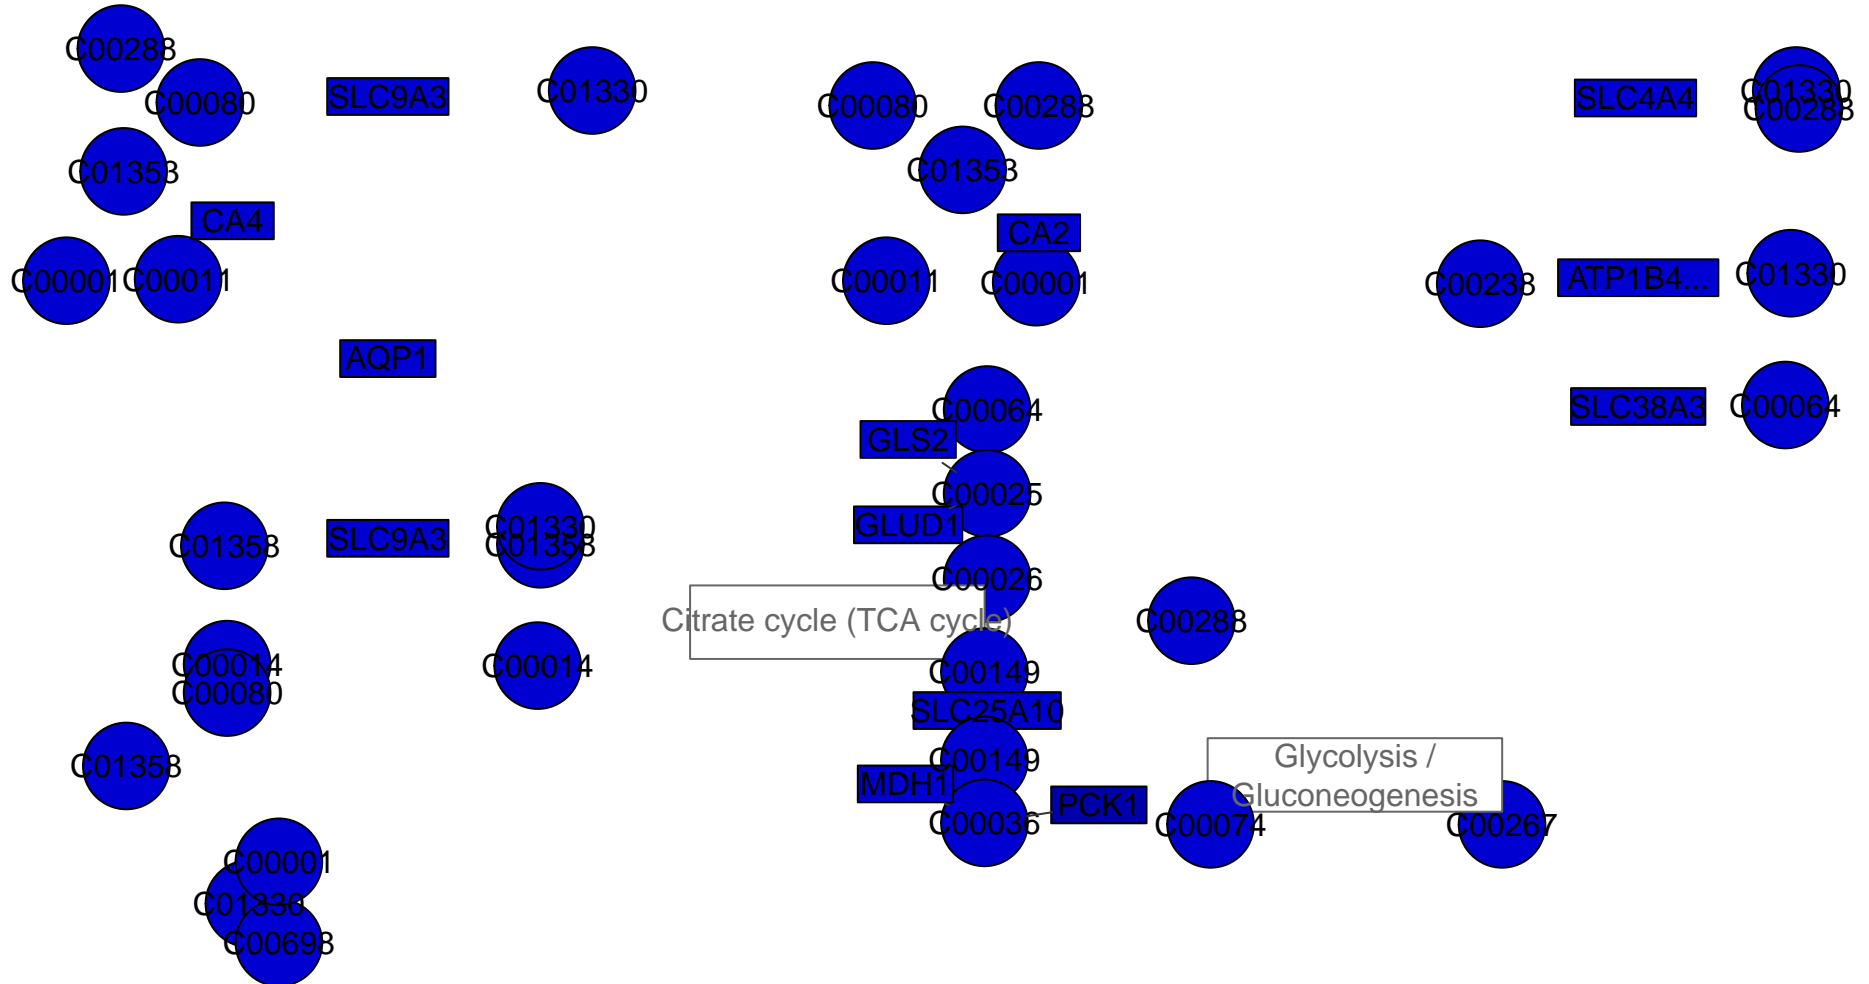 C00288
C00080
SLC9A3
C01330
C00080
C00288
SLC4A4
C01330
C00288
C01353
C01353
CA4
CA2
C00001
C00011
C00011
C00001
C00238
ATP1B4...
C01330
AQP1
C00064
SLC38A3
C00064
GLS2
C00025
GLUD1
C01358
SLC9A3
C01330
C01358
C00026
Citrate cycle (TCA cycle)
C00288
C00014
C00080
C00014
C00149
SLC25A10
C01358
C00149
MDH1
C00036
PCK1
C00074
Glycolysis /
Gluconeogenesis
C00267
C00001
C01330
C00698